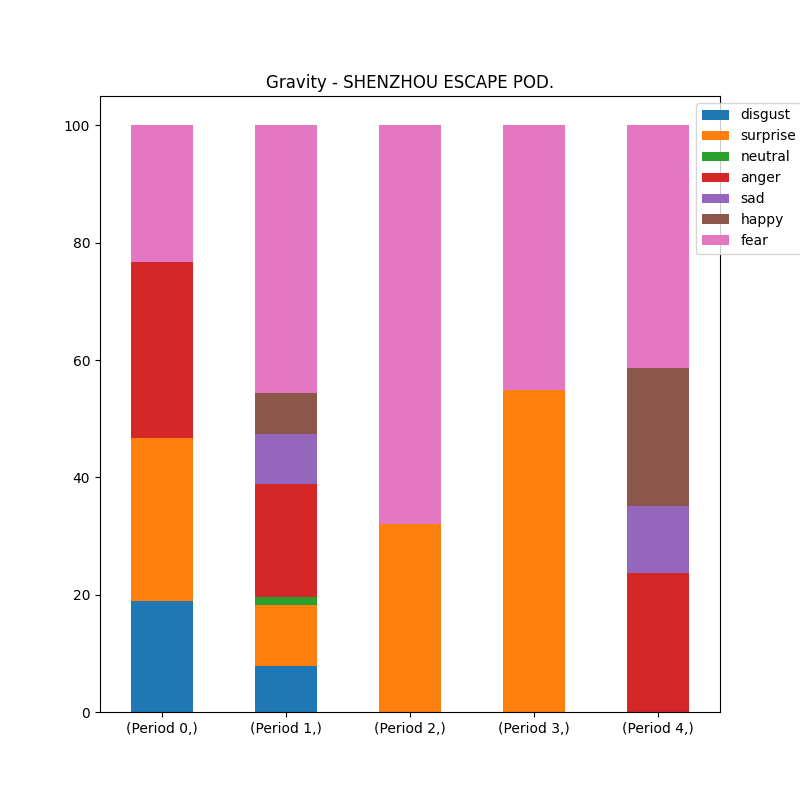 Gravity - SHENZHOU ESCAPE POD.
disgust
surprise
neutral
anger
sad
happy
fear
100
80
60
40
20
0
(Period 0,) (Period 1,) (Period 2,) (Period 3,) (Period 4,)